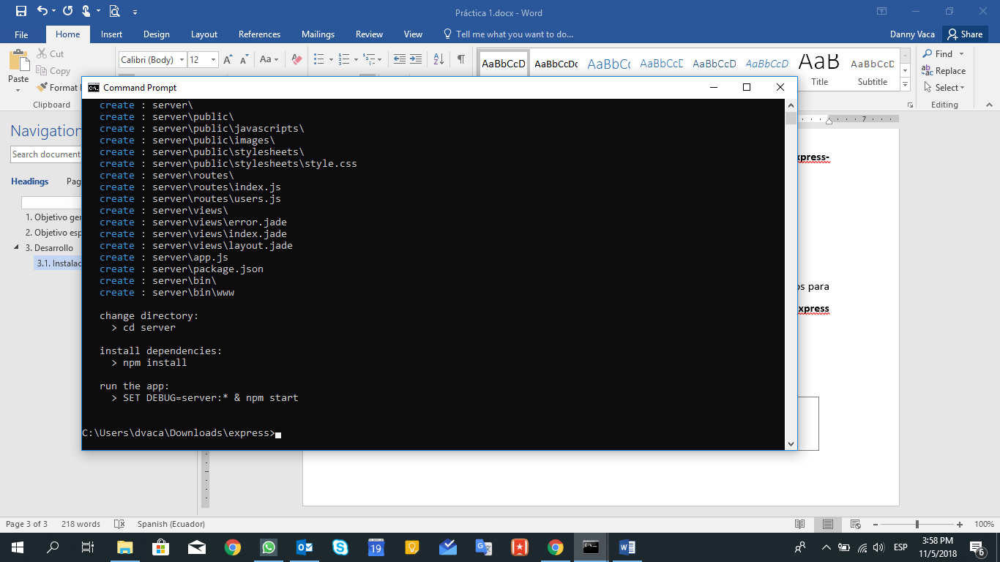 Práctica 1.docx - Word
File Home Insert Design Layout References Mailings Review View Tell me what you want to do... Danny Vaca Share
Paste
Cut
Copy
Format
Clipboard
Calibri (Body) 12
AaBbCcD AaBbCcDc AaBbCc AaBbCcD AaBbCcD AaBbCcD AaB AaBbCcD
Title Subtitle
Find
Replace
Select
Editing
Command Prompt
create : server\
create : server\public\
create : server\public\javascripts\
create : server\public\images\
create : server\public\stylesheets\
create : server\public\stylesheets\style.css
create : server\routes\
create : server\routes\index.js
create : server\routes\users.js
create : server\views\
create : server\views\error.jade
create : server\views\index.jade
create : server\views\layout.jade
create : server\app.js
create : server\package.json
create : server\bin\
create : server\bin\www
change directory:
> cd server
install dependencies:
> npm install
run the app:
> SET DEBUG=server:* & npm start
C:\Users\dvaca\Downloads\express>
Navigation
Search document
Headings Pag
1. Objetivo ger
2. Objetivo esp
3. Desarrollo
3.1. Instalac
7
xpress-
os para
xpress
Page 3 of 3 218 words Spanish (Ecuador) 100%
19
ESP
3:58 PM
11/5/2018
6